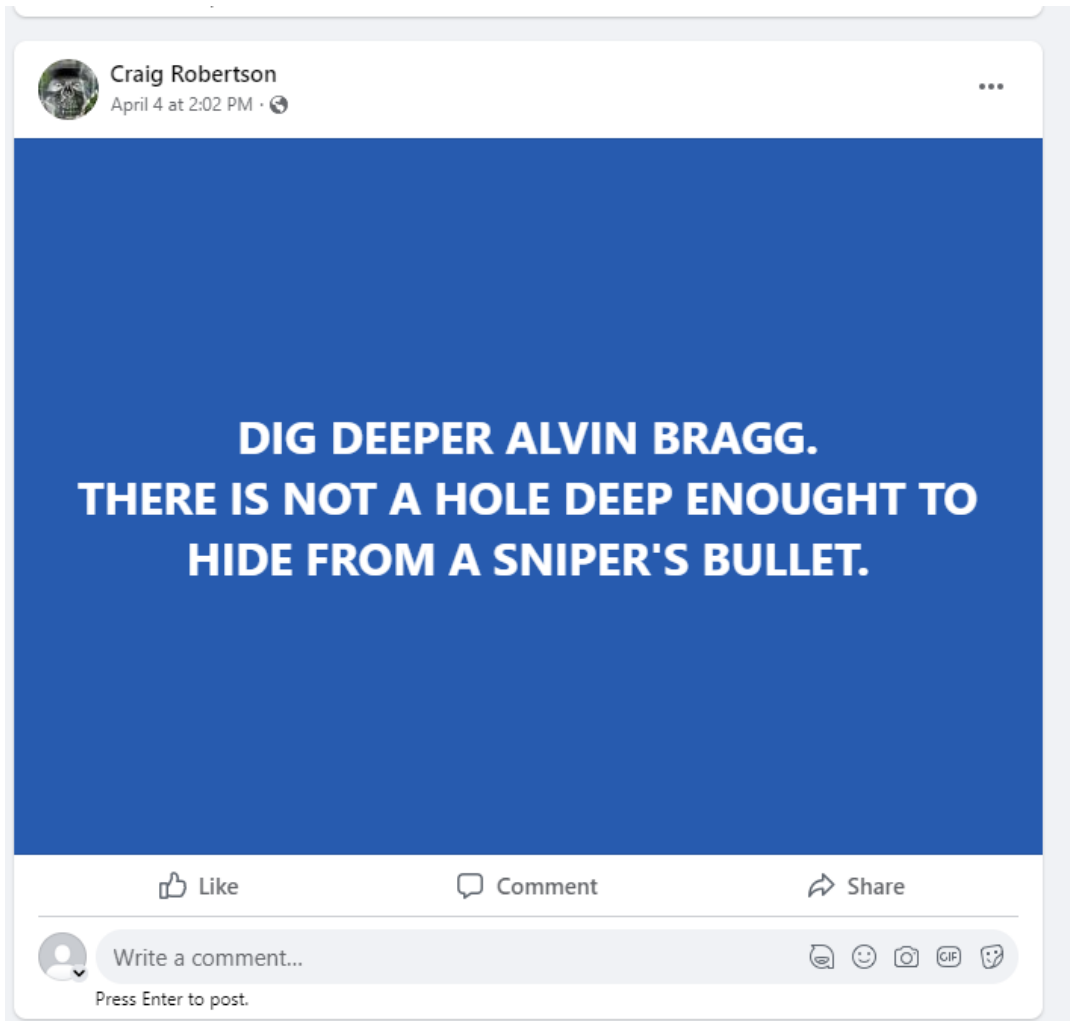 Craig Robertson
April 4 at 2:02 PM ·
DIG DEEPER ALVIN BRAGG.
THERE IS NOT A HOLE DEEP ENOUGHT TO
HIDE FROM A SNIPER'S BULLET.
Like Comment Share
Write a comment... GIF
Press Enter to post.